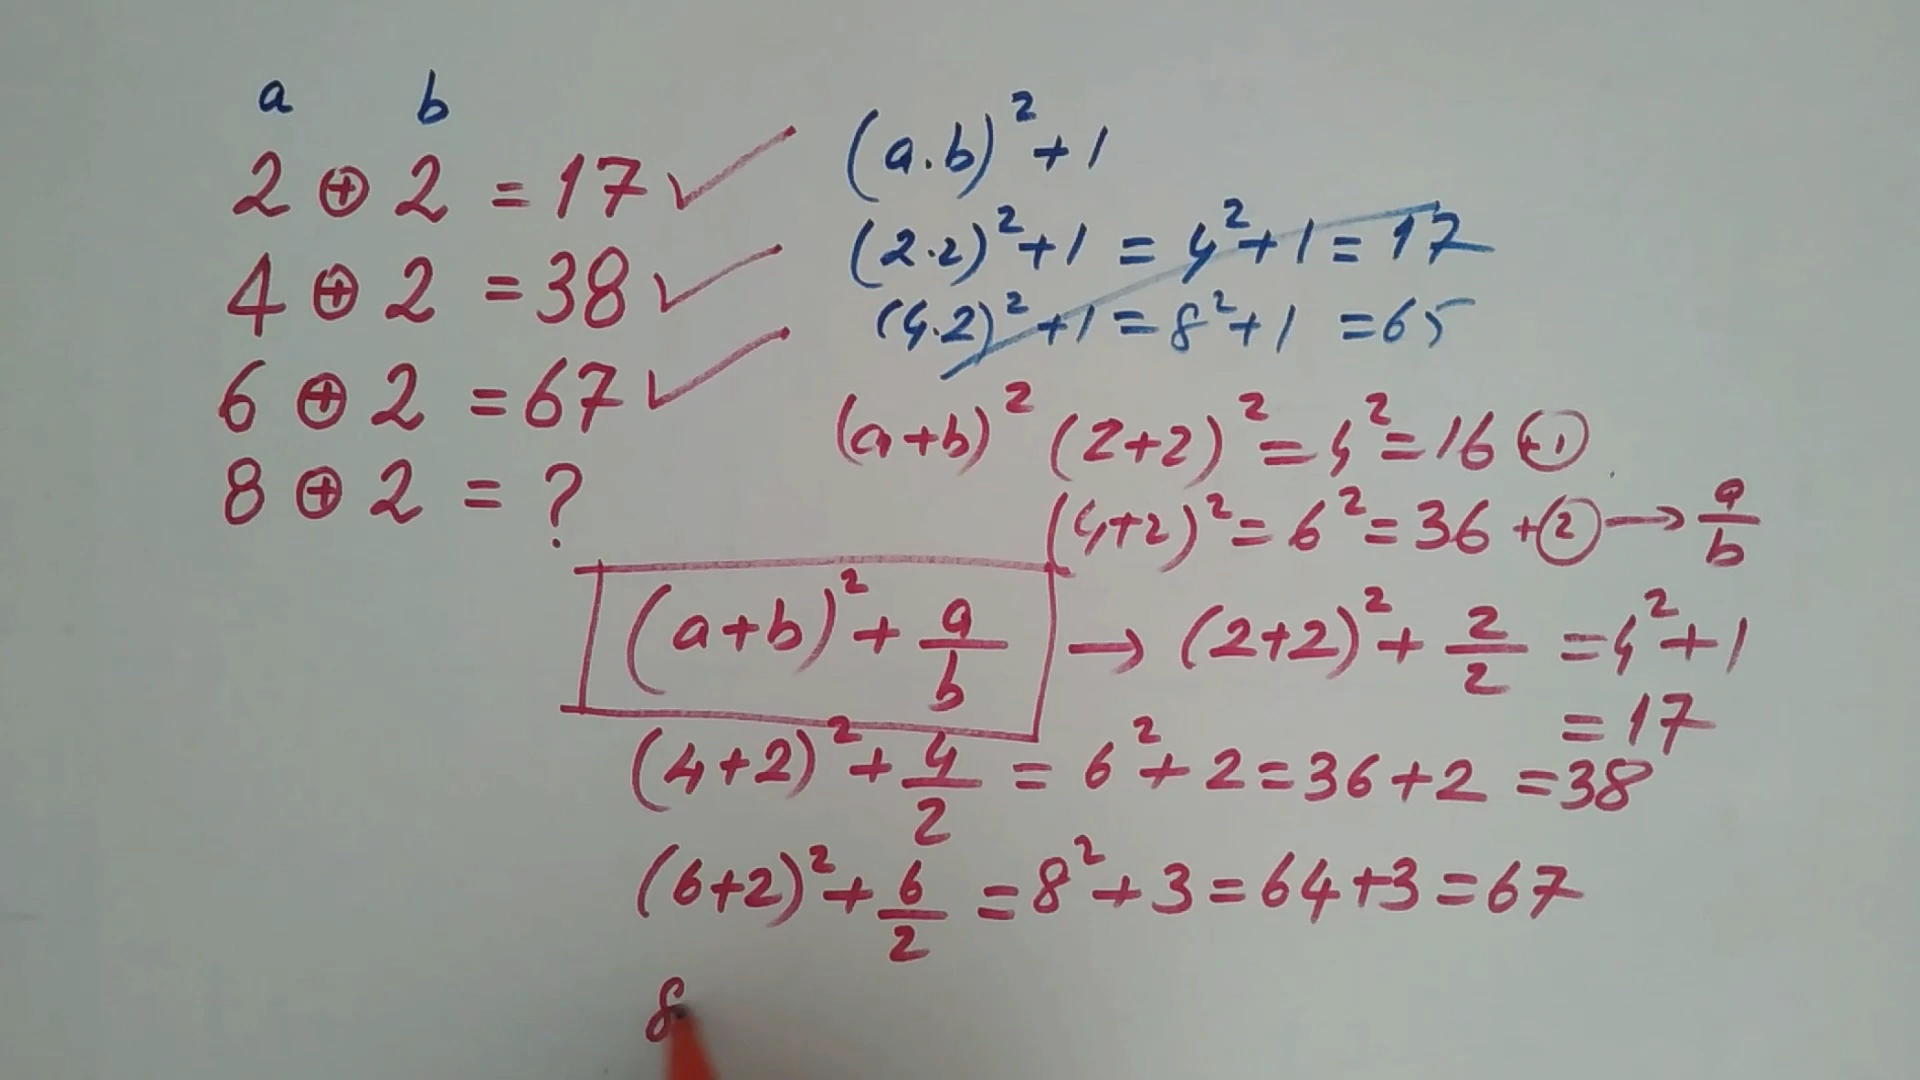 a b
2 ⊕ 2 = 17 ✓
4 ⊕ 2 = 38 ✓
6 ⊕ 2 = 67 ✓
8 ⊕ 2 = ?
(a.b)² + 1
(2.2)² + 1 = 4² + 1 = 17
(4.2)² + 1 = 8² + 1 = 65
(a+b)² (2+2)² = 4² = 16 +1
(4+2)² = 6² = 36 + 2 → a/b
(a+b)² + a/b → (2+2)² + 2/2 = 4² + 1
= 17
(4+2)² + 4/2 = 6² + 2 = 36 + 2 = 38
(6+2)² + 6/2 = 8² + 3 = 64 + 3 = 67
8